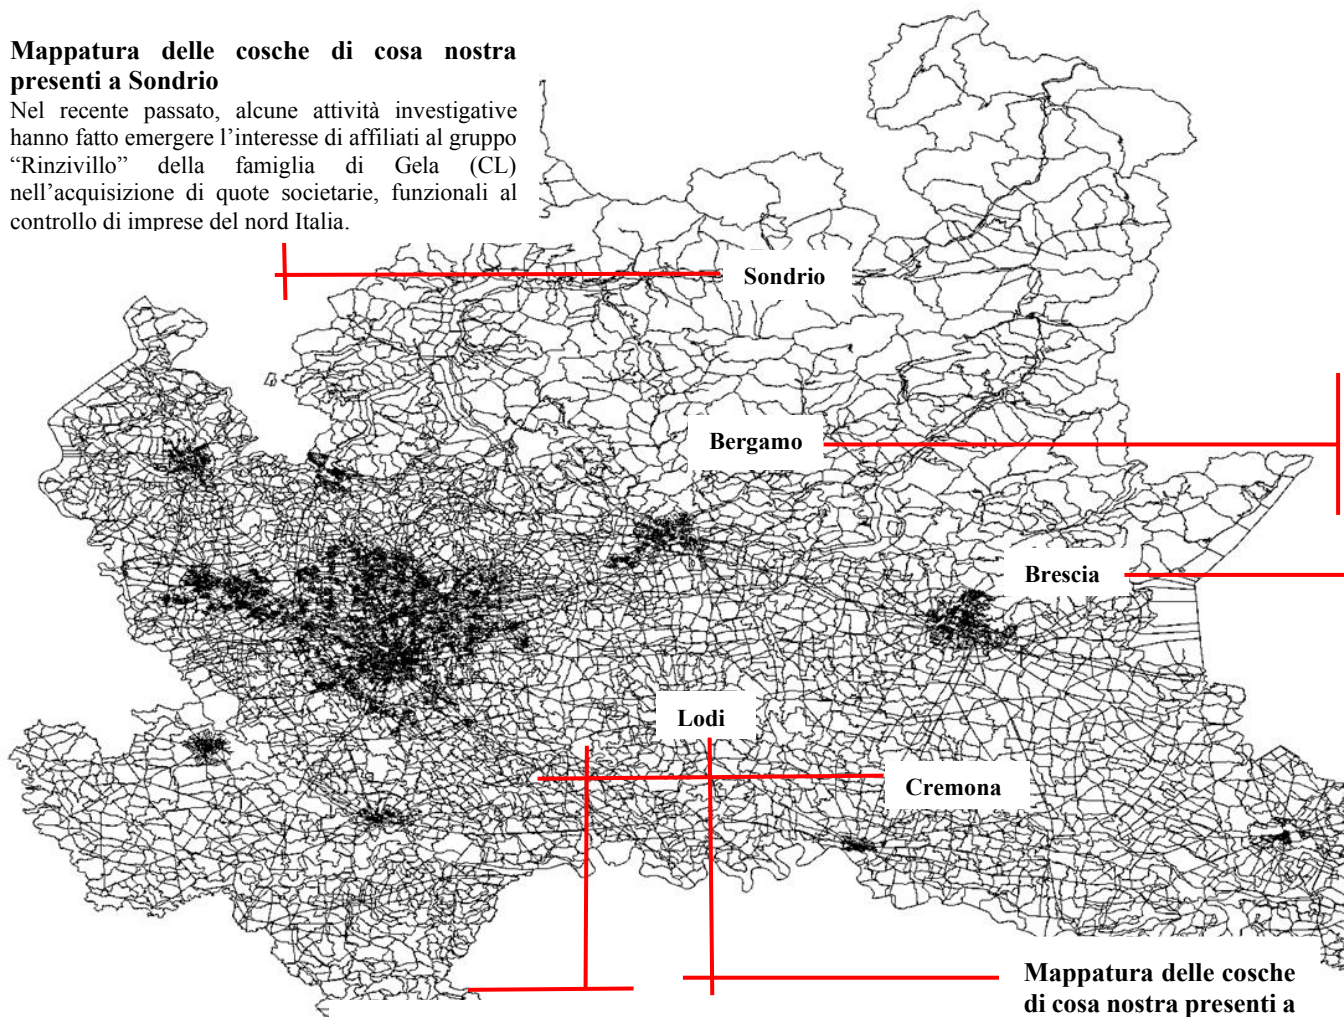 Mappatura delle cosche di cosa nostra
presenti a Sondrio
Nel recente passato, alcune attività investigative
hanno fatto emergere l’interesse di affiliati al gruppo
“Rinzivillo” della famiglia di Gela (CL)
nell’acquisizione di quote societarie, funzionali al
controllo di imprese del nord Italia.
Sondrio
Bergamo
Brescia
Lodi
Cremona
Mappatura delle cosche
di cosa nostra presenti a